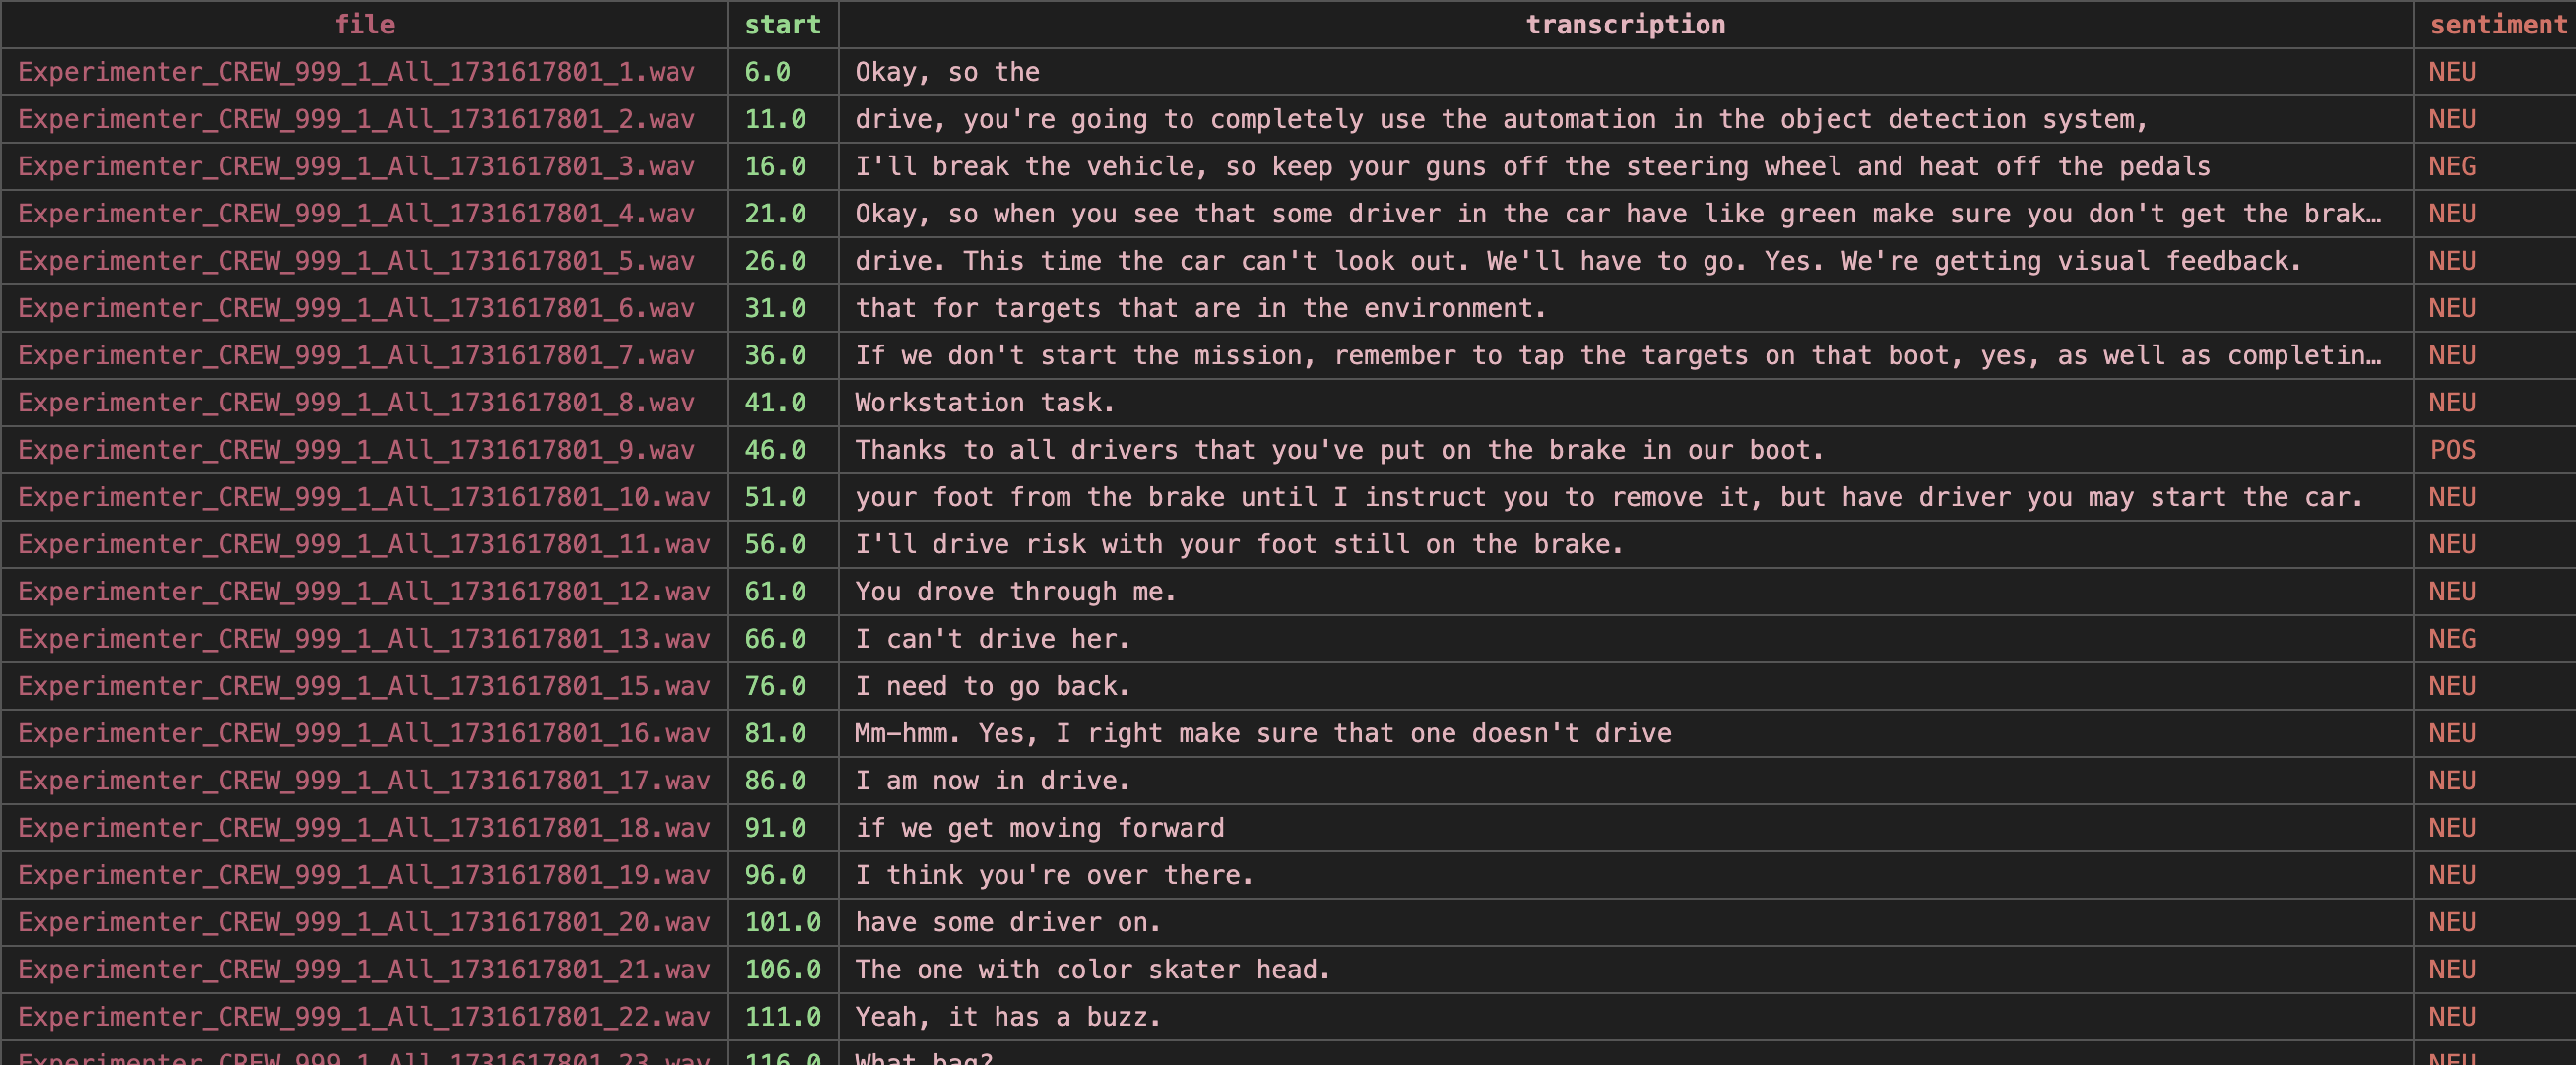 file start transcription sentiment
Experimenter_CREW_999_1_All_1731617801_1.wav 6.0 Okay, so the NEU
Experimenter_CREW_999_1_All_1731617801_2.wav 11.0 drive, you're going to completely use the automation in the object detection system, NEU
Experimenter_CREW_999_1_All_1731617801_3.wav 16.0 I'll break the vehicle, so keep your guns off the steering wheel and heat off the pedals NEG
Experimenter_CREW_999_1_All_1731617801_4.wav 21.0 Okay, so when you see that some driver in the car have like green make sure you don't get the brak… NEU
Experimenter_CREW_999_1_All_1731617801_5.wav 26.0 drive. This time the car can't look out. We'll have to go. Yes. We're getting visual feedback. NEU
Experimenter_CREW_999_1_All_1731617801_6.wav 31.0 that for targets that are in the environment. NEU
Experimenter_CREW_999_1_All_1731617801_7.wav 36.0 If we don't start the mission, remember to tap the targets on that boot, yes, as well as completin… NEU
Experimenter_CREW_999_1_All_1731617801_8.wav 41.0 Workstation task. NEU
Experimenter_CREW_999_1_All_1731617801_9.wav 46.0 Thanks to all drivers that you've put on the brake in our boot. POS
Experimenter_CREW_999_1_All_1731617801_10.wav 51.0 your foot from the brake until I instruct you to remove it, but have driver you may start the car. NEU
Experimenter_CREW_999_1_All_1731617801_11.wav 56.0 I'll drive risk with your foot still on the brake. NEU
Experimenter_CREW_999_1_All_1731617801_12.wav 61.0 You drove through me. NEU
Experimenter_CREW_999_1_All_1731617801_13.wav 66.0 I can't drive her. NEG
Experimenter_CREW_999_1_All_1731617801_15.wav 76.0 I need to go back. NEU
Experimenter_CREW_999_1_All_1731617801_16.wav 81.0 Mm-hmm. Yes, I right make sure that one doesn't drive NEU
Experimenter_CREW_999_1_All_1731617801_17.wav 86.0 I am now in drive. NEU
Experimenter_CREW_999_1_All_1731617801_18.wav 91.0 if we get moving forward NEU
Experimenter_CREW_999_1_All_1731617801_19.wav 96.0 I think you're over there. NEU
Experimenter_CREW_999_1_All_1731617801_20.wav 101.0 have some driver on. NEU
Experimenter_CREW_999_1_All_1731617801_21.wav 106.0 The one with color skater head. NEU
Experimenter_CREW_999_1_All_1731617801_22.wav 111.0 Yeah, it has a buzz. NEU
Experimenter_CREW_999_1_All_1731617801_23.wav 116.0 What NEU